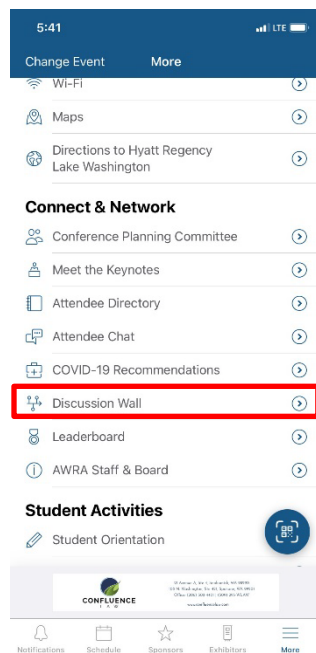 5:41
LTE
Change Event More
Wi-Fi
Maps
Directions to Hyatt Regency
Lake Washington
Connect & Network
Conference Planning Committee
Meet the Keynotes
Attendee Directory
Attendee Chat
COVID-19 Recommendations
Discussion Wall
Leaderboard
AWRA Staff & Board
Student Activities
Student Orientation
CONFLUENCE
LAW
Notifications Schedule Sponsors Exhibitors More